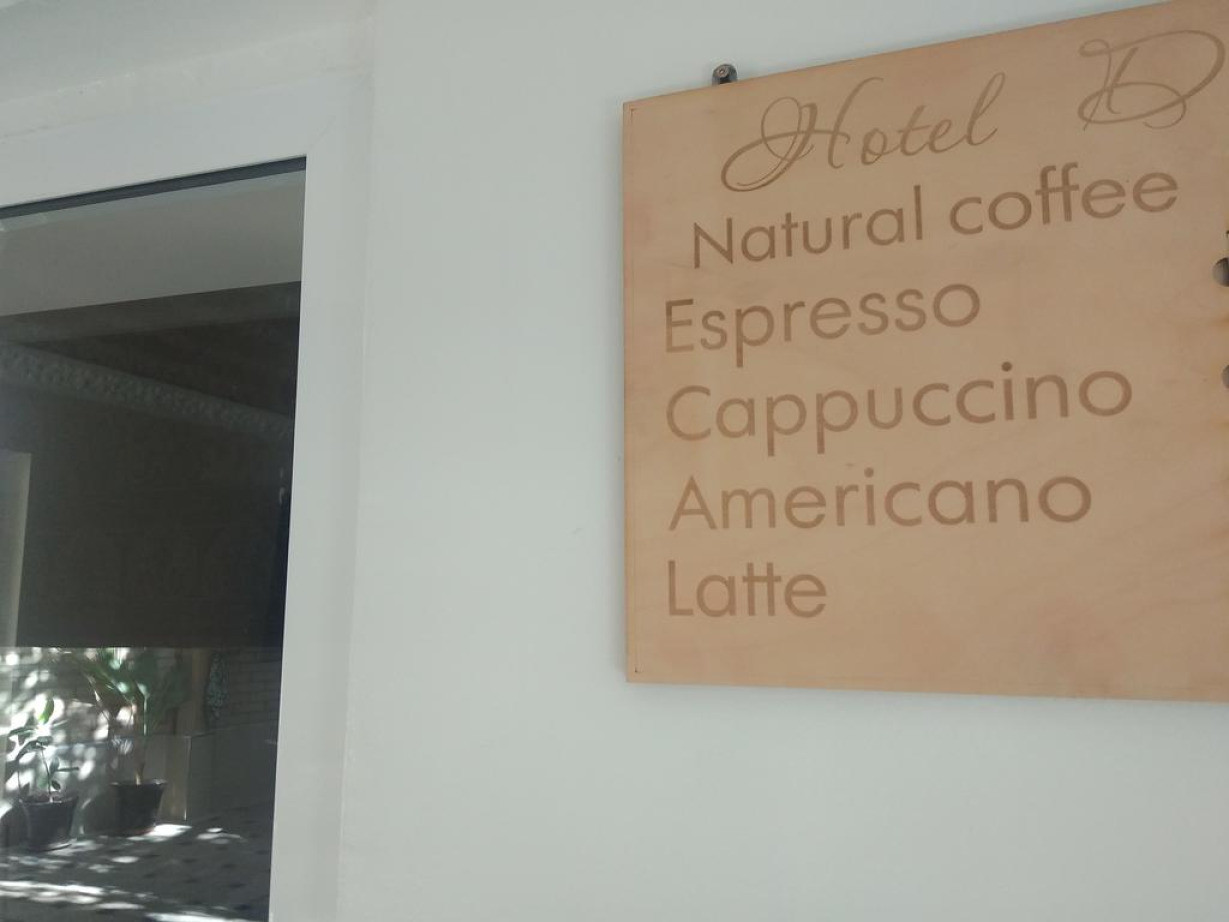 Hotel D
Natural coffee
Espresso
Cappuccino
Americano
Latte